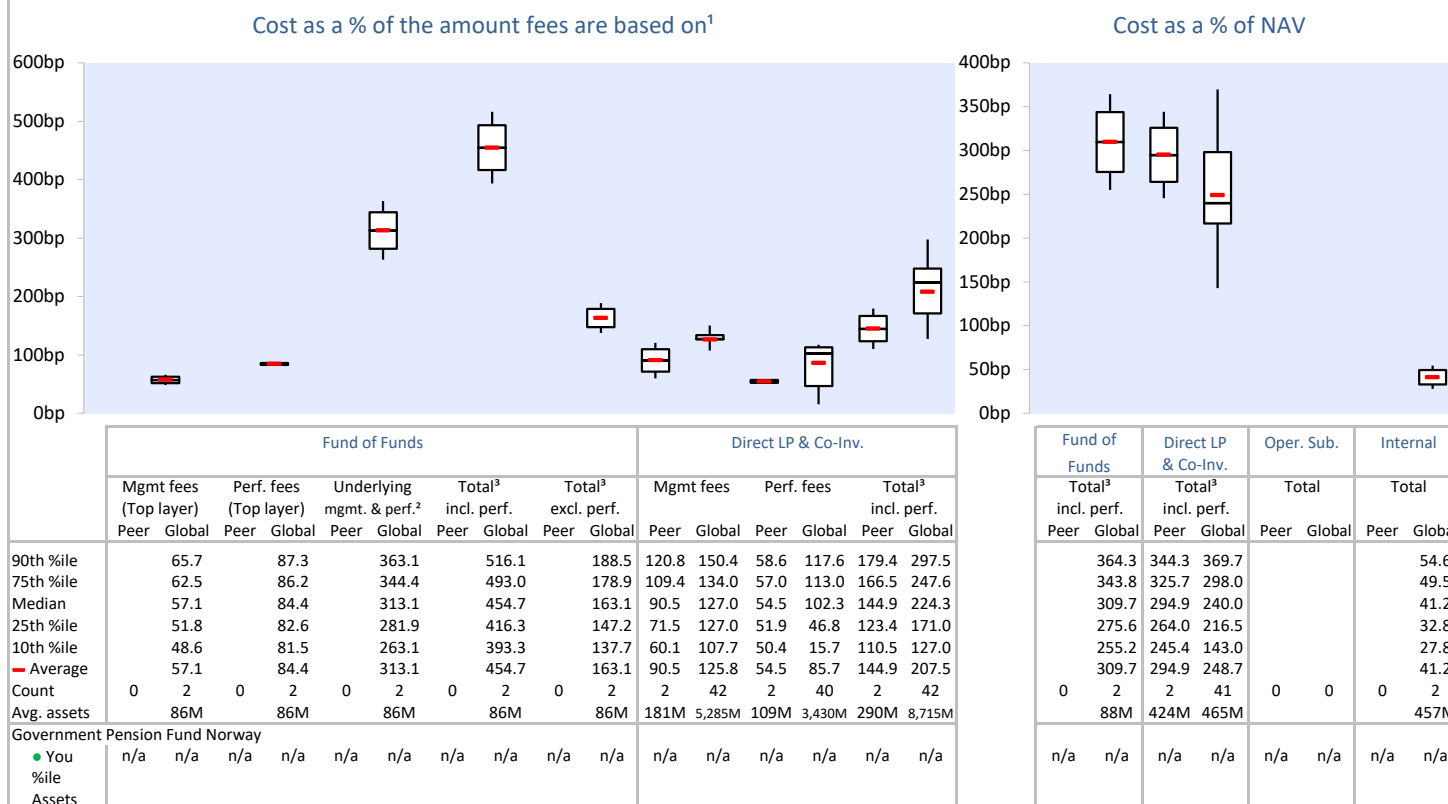 Cost as a % of the amount fees are based on¹ Cost as a % of NAV
600bp 400bp
350bp
500bp
300bp
400bp
250bp
300bp 200bp
150bp
200bp
100bp
100bp
50bp
0bp 0bp
Fund of Funds Direct LP & Co-Inv. Fund of Funds Direct LP & Co-Inv. Oper. Sub. Internal
Mgmt fees Perf. fees Underlying Total³ Total³ Mgmt fees Perf. fees Total³ Total³ Total³ Total Total
(Top layer) (Top layer) mgmt. & perf.² incl. perf. excl. perf. incl. perf. incl. perf. incl. perf.
Peer Global Peer Global Peer Global Peer Global Peer Global Peer Global Peer Global Peer Global Peer Global Peer Global Peer Global Peer Global
90th %ile 65.7 87.3 363.1 516.1 188.5 120.8 150.4 58.6 117.6 179.4 297.5 364.3 344.3 369.7 54.6
75th %ile 62.5 86.2 344.4 493.0 178.9 109.4 134.0 57.0 113.0 166.5 247.6 343.8 325.7 298.0 49.5
Median 57.1 84.4 313.1 454.7 163.1 90.5 127.0 54.5 102.3 144.9 224.3 309.7 294.9 240.0 41.2
25th %ile 51.8 82.6 281.9 416.3 147.2 71.5 127.0 51.9 46.8 123.4 171.0 275.6 264.0 216.5 32.8
10th %ile 48.6 81.5 263.1 393.3 137.7 60.1 107.7 50.4 15.7 110.5 127.0 255.2 245.4 143.0 27.8
Average 57.1 84.4 313.1 454.7 163.1 90.5 125.8 54.5 85.7 144.9 207.5 309.7 294.9 248.7 41.2
Count 0 2 0 2 0 2 0 2 0 2 2 42 2 40 2 42 0 2 2 41 0 0 0 2
Avg. assets 86M 86M 86M 86M 86M 181M 5,285M 109M 3,430M 290M 8,715M 88M 424M 465M 457M
Government Pension Fund Norway
● You n/a n/a n/a n/a n/a n/a n/a n/a n/a n/a n/a n/a n/a n/a n/a n/a n/a n/a n/a n/a n/a n/a n/a n/a
%ile
Assets